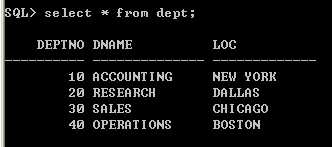 SQL> select * from dept;
DEPTNO DNAME LOC
---------- -------------- -------------
10 ACCOUNTING NEW YORK
20 RESEARCH DALLAS
30 SALES CHICAGO
40 OPERATIONS BOSTON